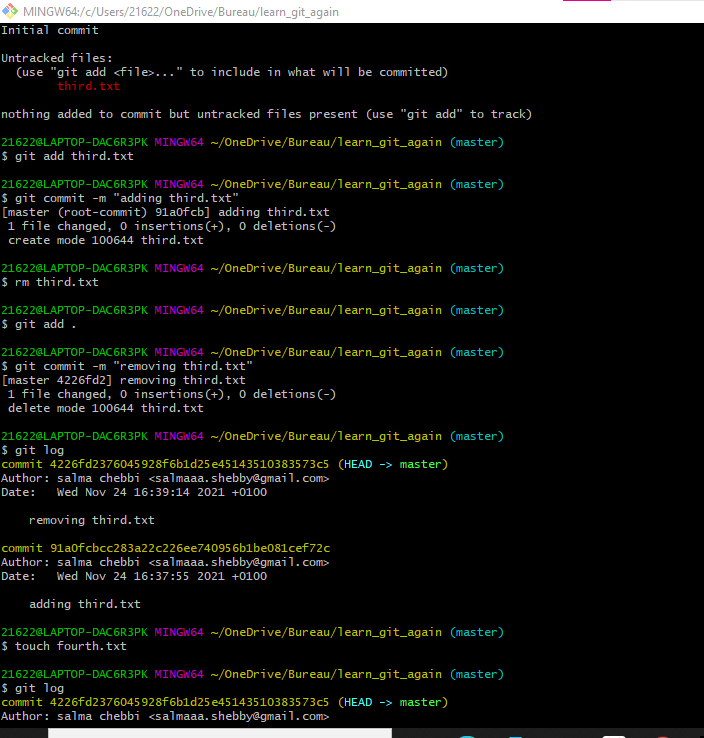 MINGW64:/c/Users/21622/OneDrive/Bureau/learn_git_again
Initial commit
Untracked files:
  (use "git add <file>..." to include in what will be committed)
        third.txt
nothing added to commit but untracked files present (use "git add" to track)
21622@LAPTOP-DAC6R3PK MINGW64 ~/OneDrive/Bureau/learn_git_again (master)
$ git add third.txt
21622@LAPTOP-DAC6R3PK MINGW64 ~/OneDrive/Bureau/learn_git_again (master)
$ git commit -m "adding third.txt"
[master (root-commit) 91a0fcb] adding third.txt
 1 file changed, 0 insertions(+), 0 deletions(-)
 create mode 100644 third.txt
21622@LAPTOP-DAC6R3PK MINGW64 ~/OneDrive/Bureau/learn_git_again (master)
$ rm third.txt
21622@LAPTOP-DAC6R3PK MINGW64 ~/OneDrive/Bureau/learn_git_again (master)
$ git add .
21622@LAPTOP-DAC6R3PK MINGW64 ~/OneDrive/Bureau/learn_git_again (master)
$ git commit -m "removing third.txt"
[master 4226fd2] removing third.txt
 1 file changed, 0 insertions(+), 0 deletions(-)
 delete mode 100644 third.txt
21622@LAPTOP-DAC6R3PK MINGW64 ~/OneDrive/Bureau/learn_git_again (master)
$ git log
commit 4226fd2376045928f6b1d25e45143510383573c5 (HEAD -> master)
Author: salma chebbi <salmaaa.shebby@gmail.com>
Date:   Wed Nov 24 16:39:14 2021 +0100
    removing third.txt
commit 91a0fcbcc283a22c226ee740956b1be081cef72c
Author: salma chebbi <salmaaa.shebby@gmail.com>
Date:   Wed Nov 24 16:37:55 2021 +0100
    adding third.txt
21622@LAPTOP-DAC6R3PK MINGW64 ~/OneDrive/Bureau/learn_git_again (master)
$ touch fourth.txt
21622@LAPTOP-DAC6R3PK MINGW64 ~/OneDrive/Bureau/learn_git_again (master)
$ git log
commit 4226fd2376045928f6b1d25e45143510383573c5 (HEAD -> master)
Author: salma chebbi <salmaaa.shebby@gmail.com>